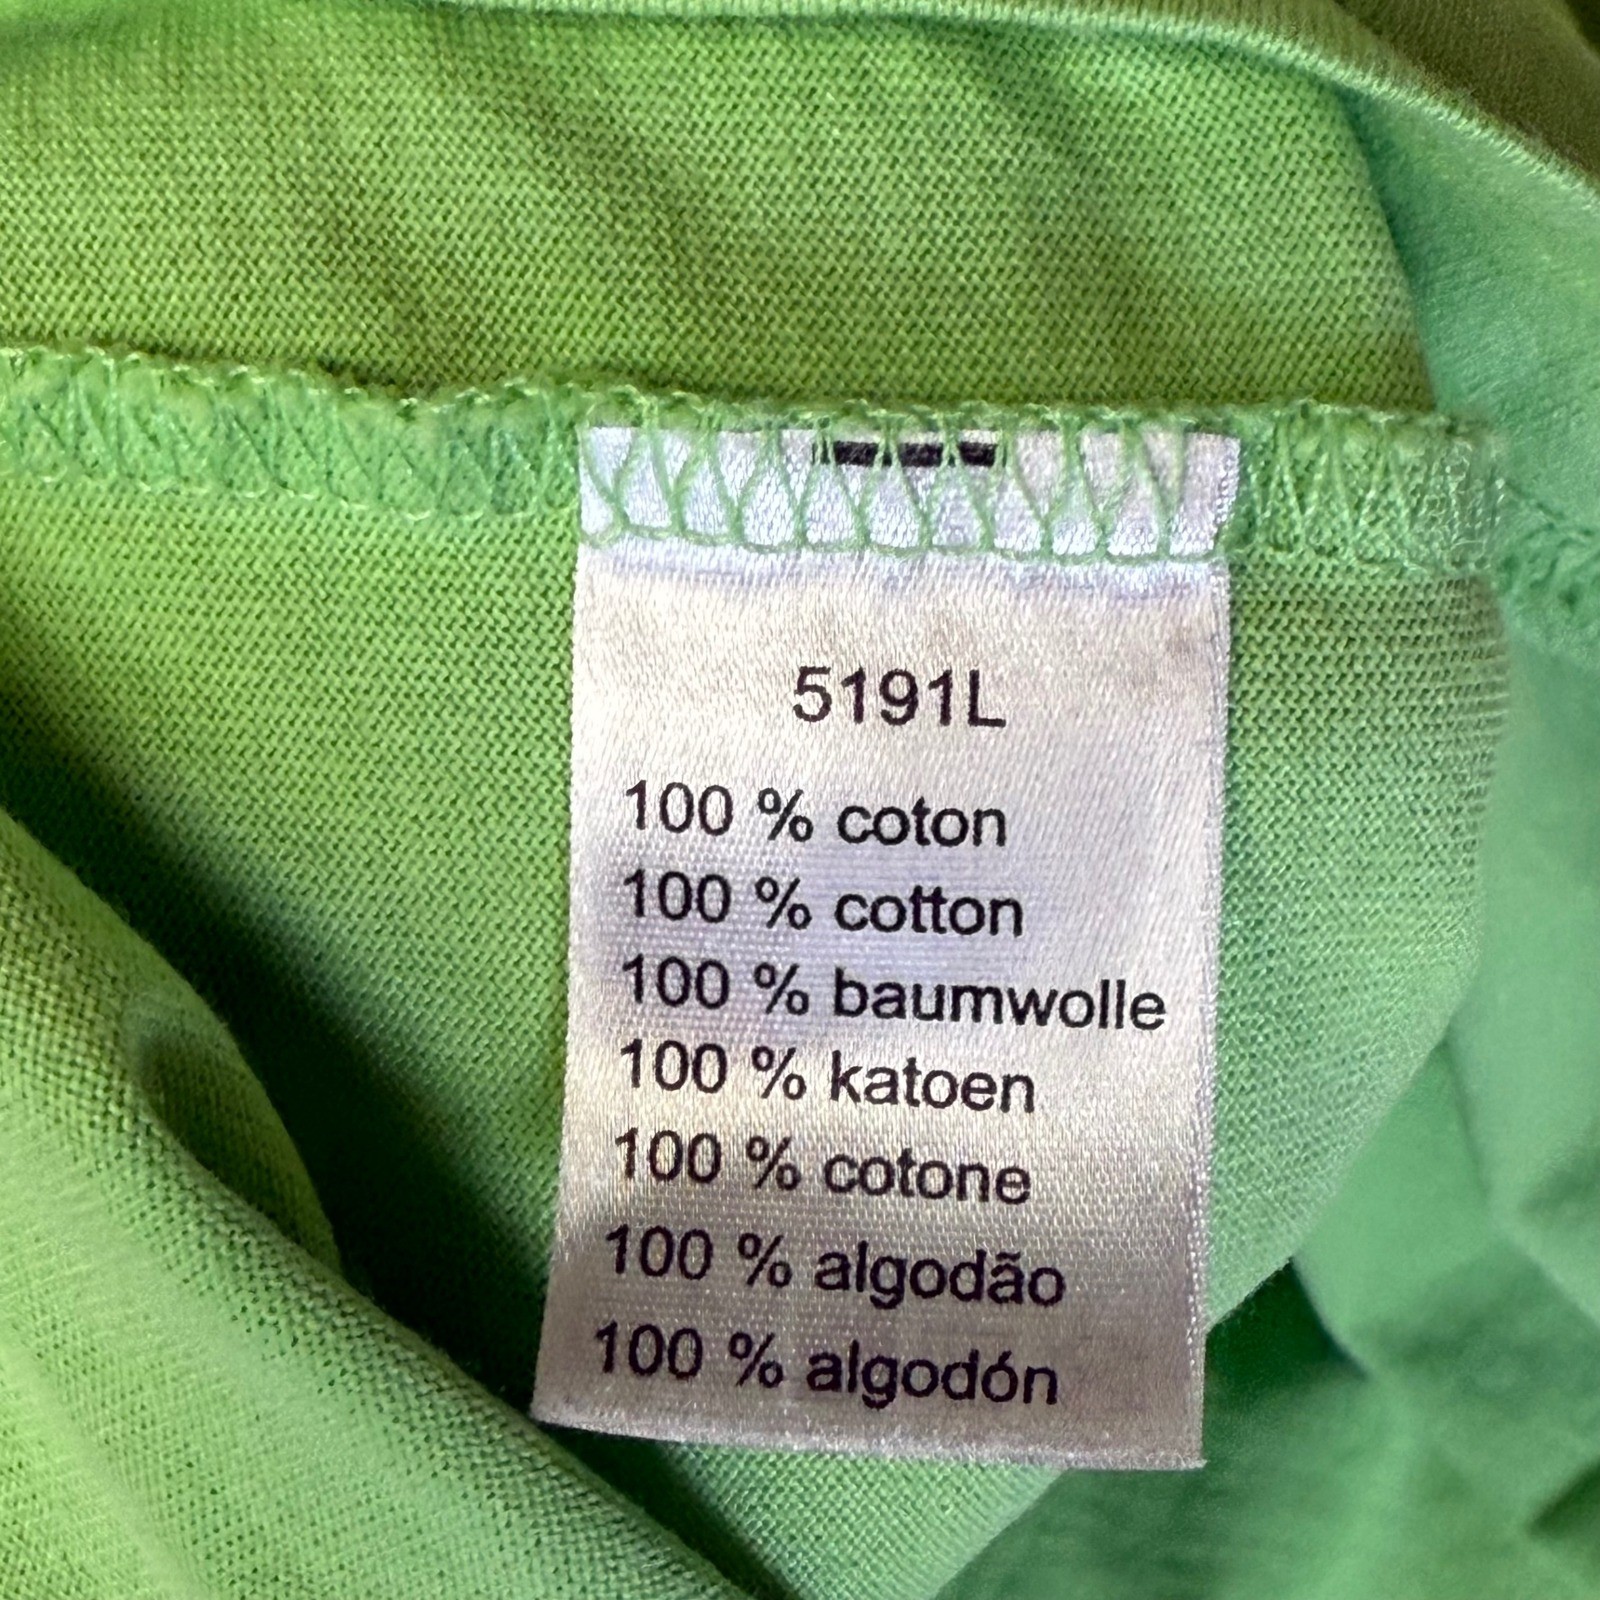 5191L
100 % coton
100 % cotton
100 % baumwolle
100 % katoen
100 % cotone
100 % algodão
100 % algodón